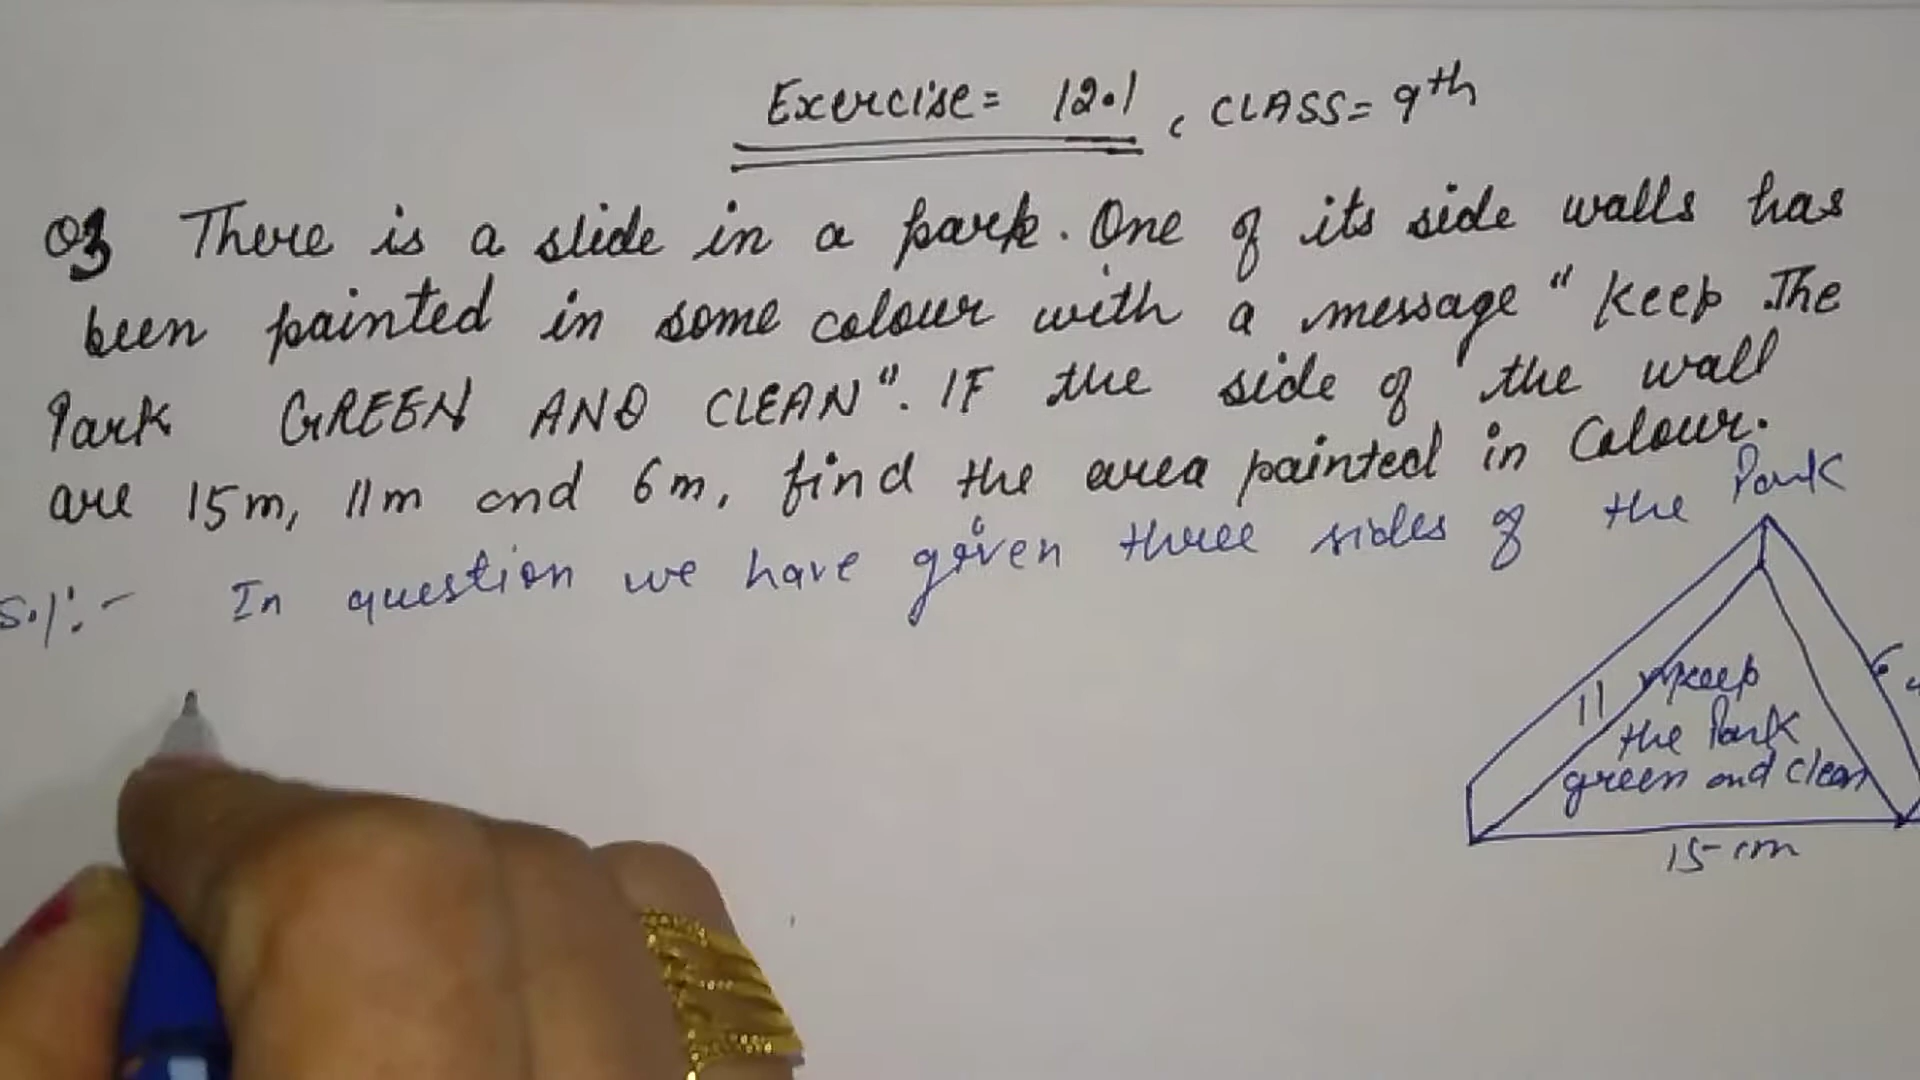 Exercise = 12.1, CLASS = 9th
Q3 There is a slide in a park. One of its side walls has
been painted in some colour with a message "Keep The
Park GREEN AND CLEAN". IF the side of the wall
are 15m, 11m and 6m, find the area painted in Colour.
Sol:- In question we have given three sides of the Park
11
6
keep
the Park
green and clean
15 cm